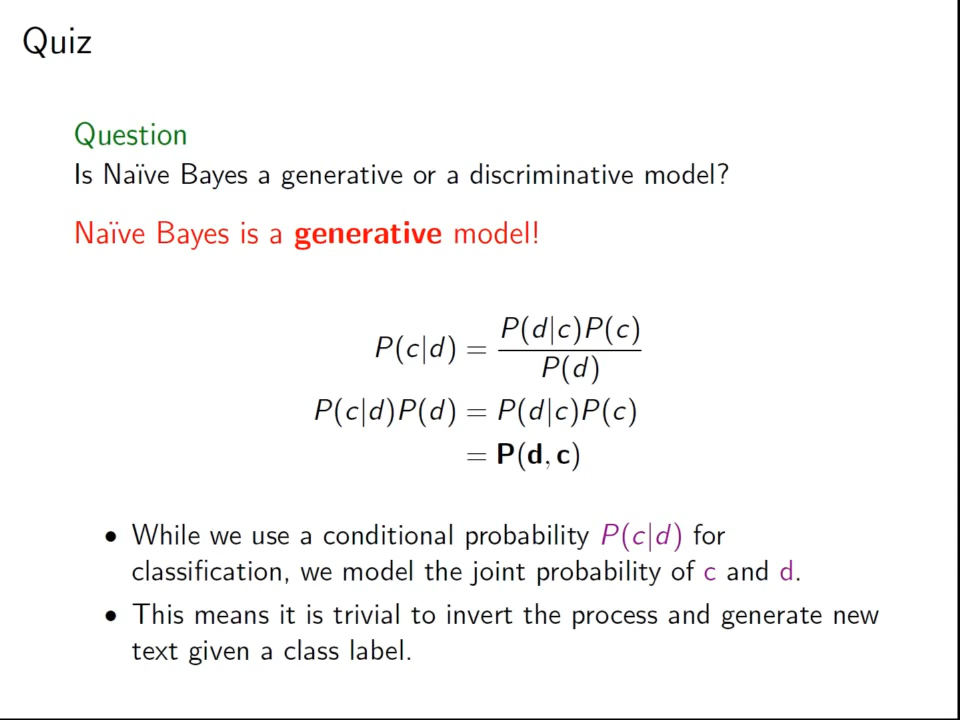 Quiz
Question
Is Naïve Bayes a generative or a discriminative model?
Naïve Bayes is a generative model!
P(c|d) = P(d|c)P(c) / P(d)
P(c|d)P(d) = P(d|c)P(c)
= P(d, c)
• While we use a conditional probability P(c|d) for
classification, we model the joint probability of c and d.
• This means it is trivial to invert the process and generate new
text given a class label.